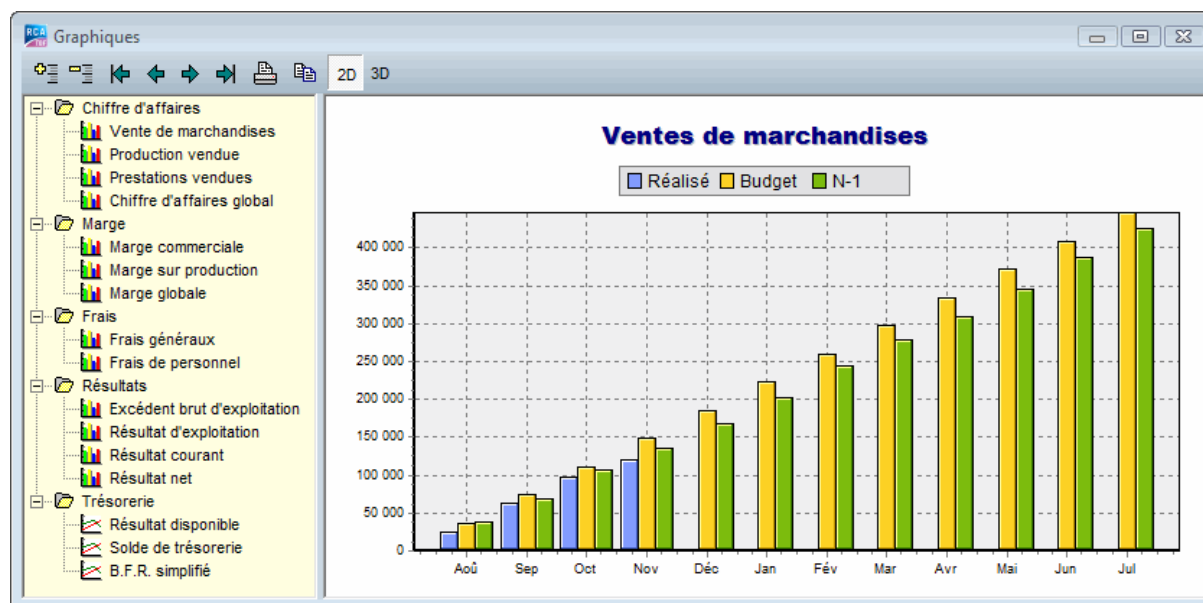 RCA
Graphiques
2D 3D
Chiffre d'affaires
Vente de marchandises
Production vendue
Prestations vendues
Chiffre d'affaires global
Marge
Marge commerciale
Marge sur production
Marge globale
Frais
Frais généraux
Frais de personnel
Résultats
Excédent brut d'exploitation
Résultat d'exploitation
Résultat courant
Résultat net
Trésorerie
Résultat disponible
Solde de trésorerie
B.F.R. simplifié
Ventes de marchandises
Réalisé Budget N-1
400 000
350 000
300 000
250 000
200 000
150 000
100 000
50 000
0
Aoû Sep Oct Nov Déc Jan Fév Mar Avr Mai Jun Jul